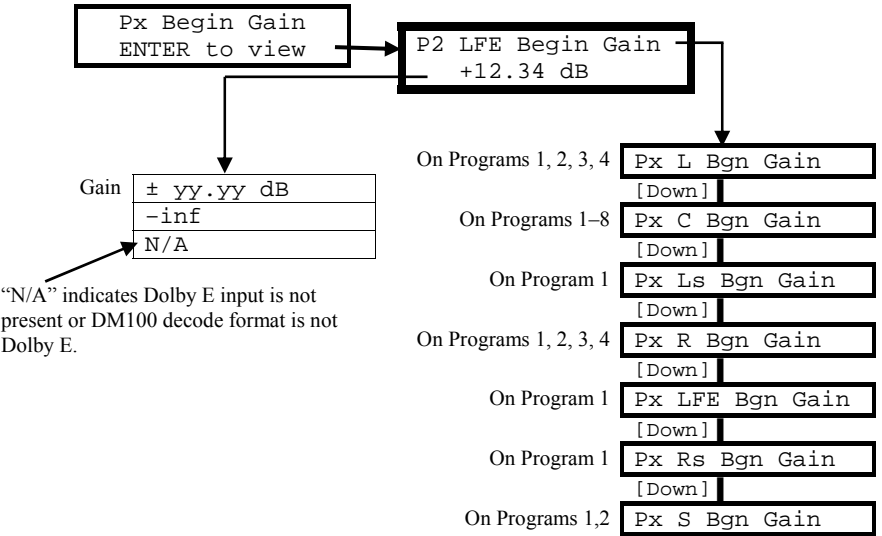 Px Begin Gain
ENTER to view
P2 LFE Begin Gain
+12.34 dB
Gain
± yy.yy dB
–inf
N/A
“N/A” indicates Dolby E input is not
present or DM100 decode format is not
Dolby E.
On Programs 1, 2, 3, 4 Px L Bgn Gain
[Down]
On Programs 1–8 Px C Bgn Gain
[Down]
On Program 1 Px Ls Bgn Gain
[Down]
On Programs 1, 2, 3, 4 Px R Bgn Gain
[Down]
On Program 1 Px LFE Bgn Gain
[Down]
On Program 1 Px Rs Bgn Gain
[Down]
On Programs 1,2 Px S Bgn Gain